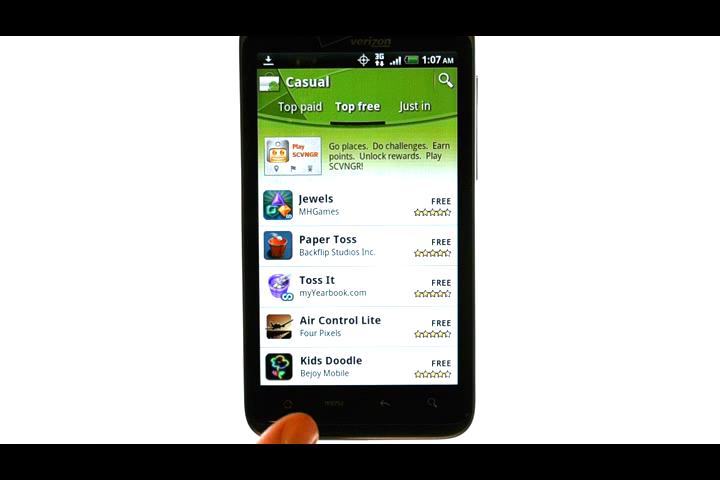 verizon
3G
1:07 AM
Casual
Top paid Top free Just in
Play
SCVNGR
Go places. Do challenges. Earn
points. Unlock rewards. Play
SCVNGR!
Jewels
FREE
MHGames
Paper Toss
FREE
Backflip Studios Inc.
Toss It
FREE
myYearbook.com
Air Control Lite
FREE
Four Pixels
Kids Doodle
FREE
Bejoy Mobile
menu